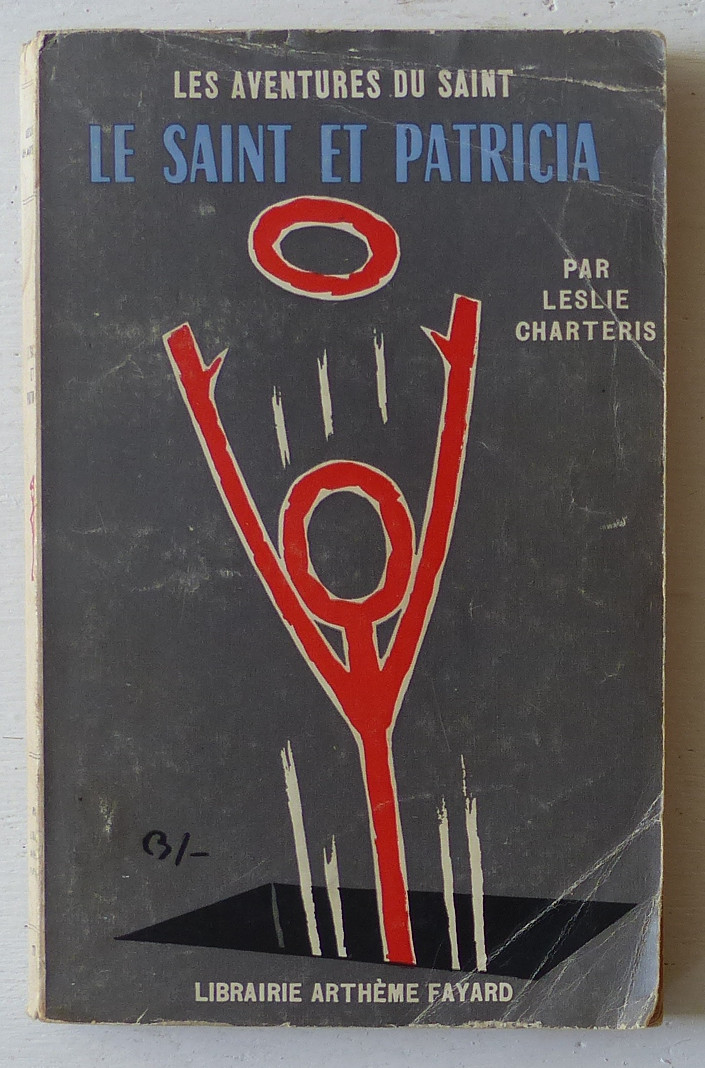 LES AVENTURES DU SAINT
LE SAINT ET PATRICIA
PAR
LESLIE
CHARTERIS
LIBRAIRIE ARTHÈME FAYARD